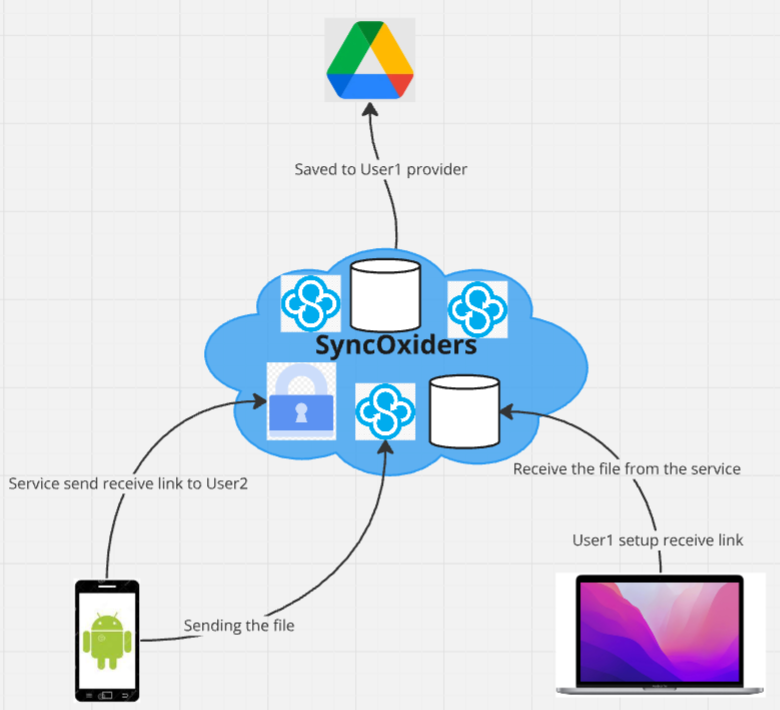 Saved to User1 provider
SyncOxiders
Receive the file from the service
Service send receive link to User2
User1 setup receive link
Sending the file